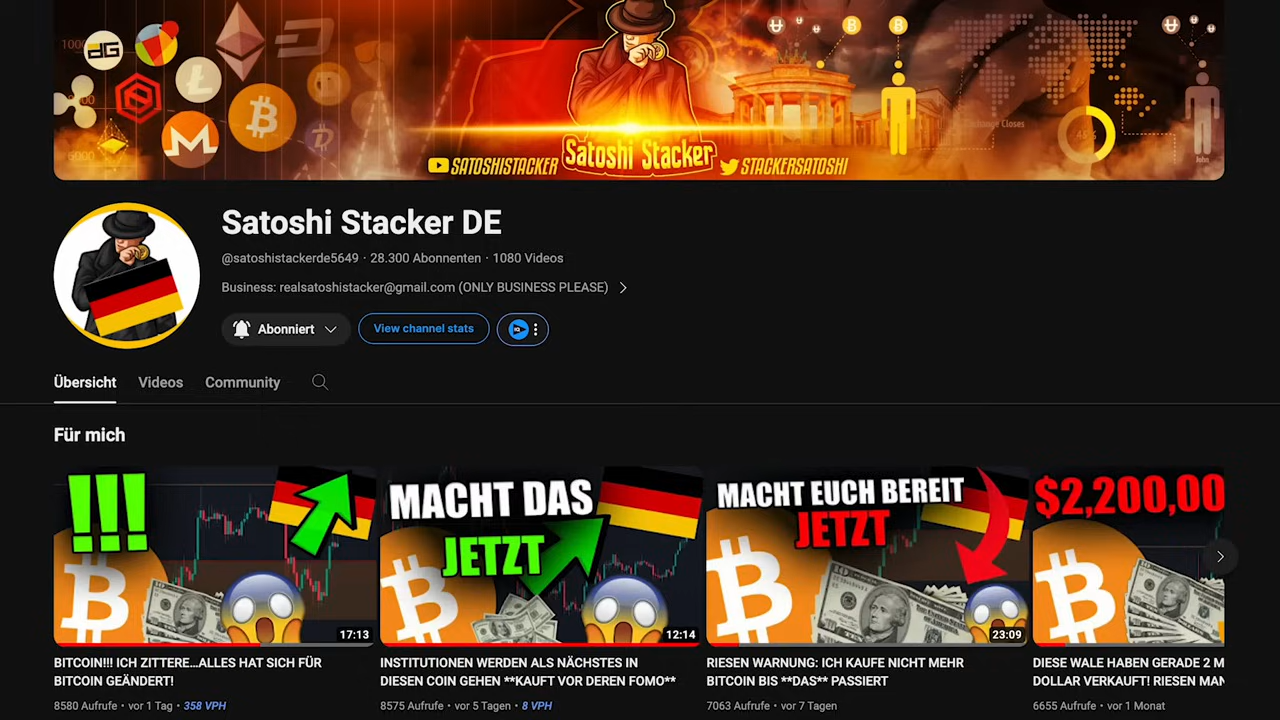 SATOSHISTACKER
Satoshi Stacker
STACKERSATOSHI
Satoshi Stacker DE
@satoshistackerde5649 · 28.300 Abonnenten · 1080 Videos
Business: realsatoshistacker@gmail.com (ONLY BUSINESS PLEASE)
Abonniert
View channel stats
Übersicht
Videos
Community
Für mich
!!!
17:13
MACHT DAS
JETZT
12:14
MACHT EUCH BEREIT
JETZT
23:09
$2,200,00
BITCOIN!!! ICH ZITTERE...ALLES HAT SICH FÜR
BITCOIN GEÄNDERT!
8580 Aufrufe · vor 1 Tag · 358 VPH
INSTITUTIONEN WERDEN ALS NÄCHSTES IN
DIESEN COIN GEHEN **KAUFT VOR DEREN FOMO**
8575 Aufrufe · vor 5 Tagen · 8 VPH
RIESEN WARNUNG: ICH KAUFE NICHT MEHR
BITCOIN BIS **DAS** PASSIERT
7063 Aufrufe · vor 7 Tagen
DIESE WALE HABEN GERADE 2 M
DOLLAR VERKAUFT! RIESEN MAN
6655 Aufrufe · vor 1 Monat